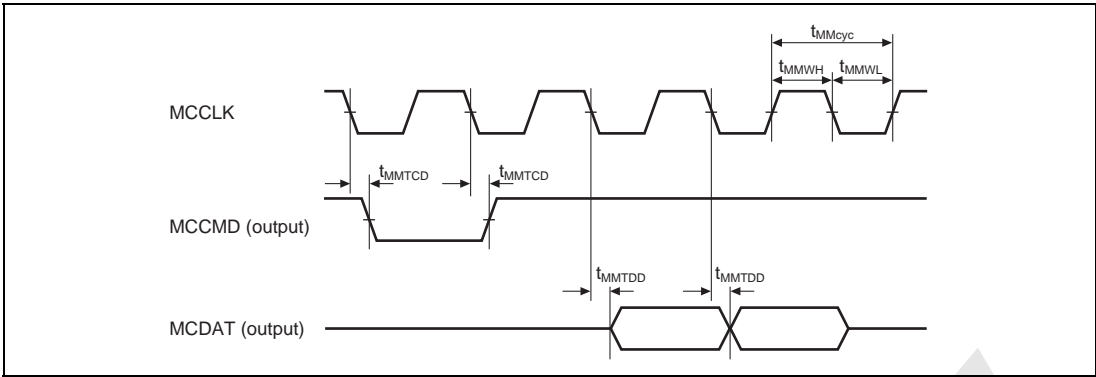 tMMcyc
tMMWH tMMWL
MCCLK
tMMTCD tMMTCD
MCCMD (output)
tMMTDD tMMTDD
MCDAT (output)